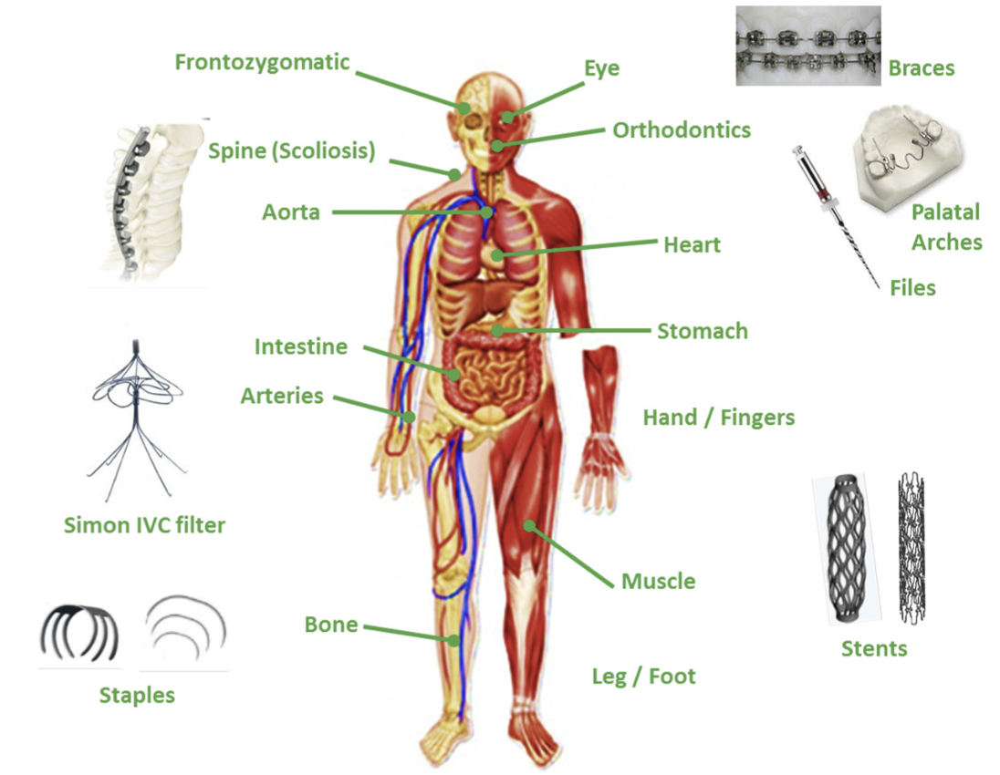 Frontozygomatic
Eye
Braces
Orthodontics
Spine (Scoliosis)
Aorta
Palatal
Arches
Heart
Files
Stomach
Intestine
Arteries
Hand / Fingers
Simon IVC filter
Muscle
Bone
Stents
Leg / Foot
Staples